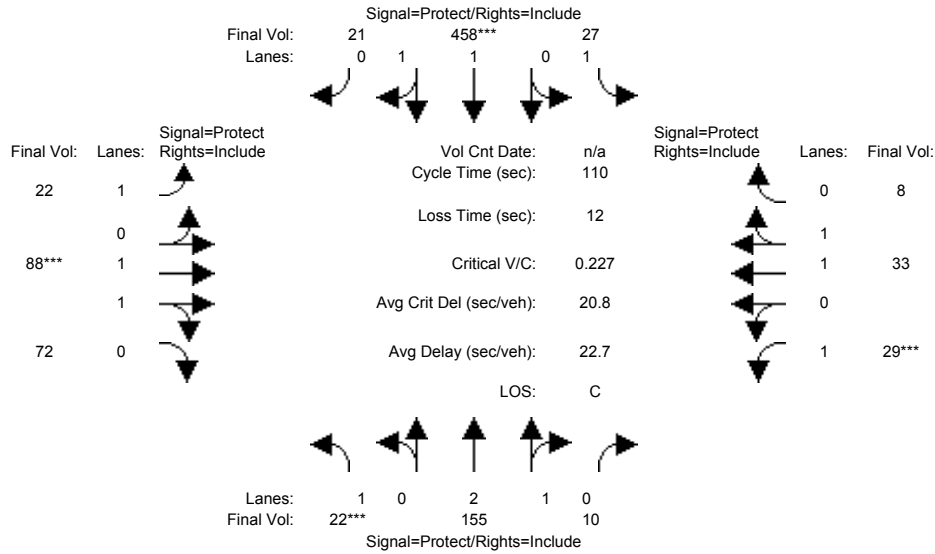 Signal=Protect/Rights=Include
Final Vol: 21 458*** 27
Lanes: 0 1 1 0 1
Signal=Protect Signal=Protect
Final Vol: Lanes: Rights=Include Vol Cnt Date: n/a Rights=Include Lanes: Final Vol:
Cycle Time (sec): 110
22 1 0 8
Loss Time (sec): 12
0 1
88*** 1 Critical V/C: 0.227 1 33
1 Avg Crit Del (sec/veh): 20.8 0
72 0 Avg Delay (sec/veh): 22.7 1 29***
LOS: C
Lanes: 1 0 2 1 0
Final Vol: 22*** 155 10
Signal=Protect/Rights=Include